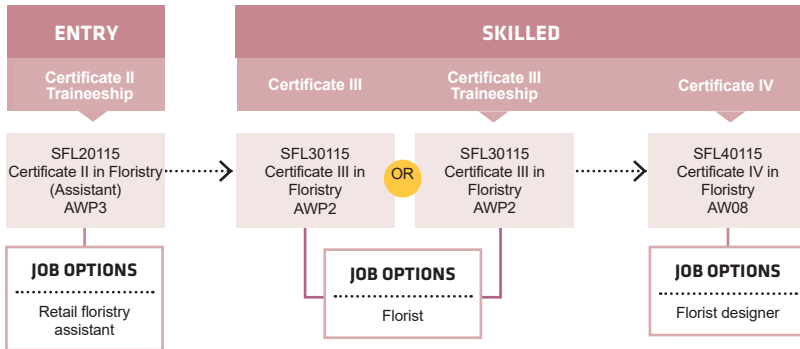 ENTRY
SKILLED
Certificate II
Traineeship
Certificate III
Certificate III
Traineeship
Certificate IV
SFL20115
Certificate II in Floristry
(Assistant)
AWP3
SFL30115
Certificate III in
Floristry
AWP2
OR
SFL30115
Certificate III in
Floristry
AWP2
SFL40115
Certificate IV in
Floristry
AW08
JOB OPTIONS
Retail floristry
assistant
JOB OPTIONS
Florist
JOB OPTIONS
Florist designer